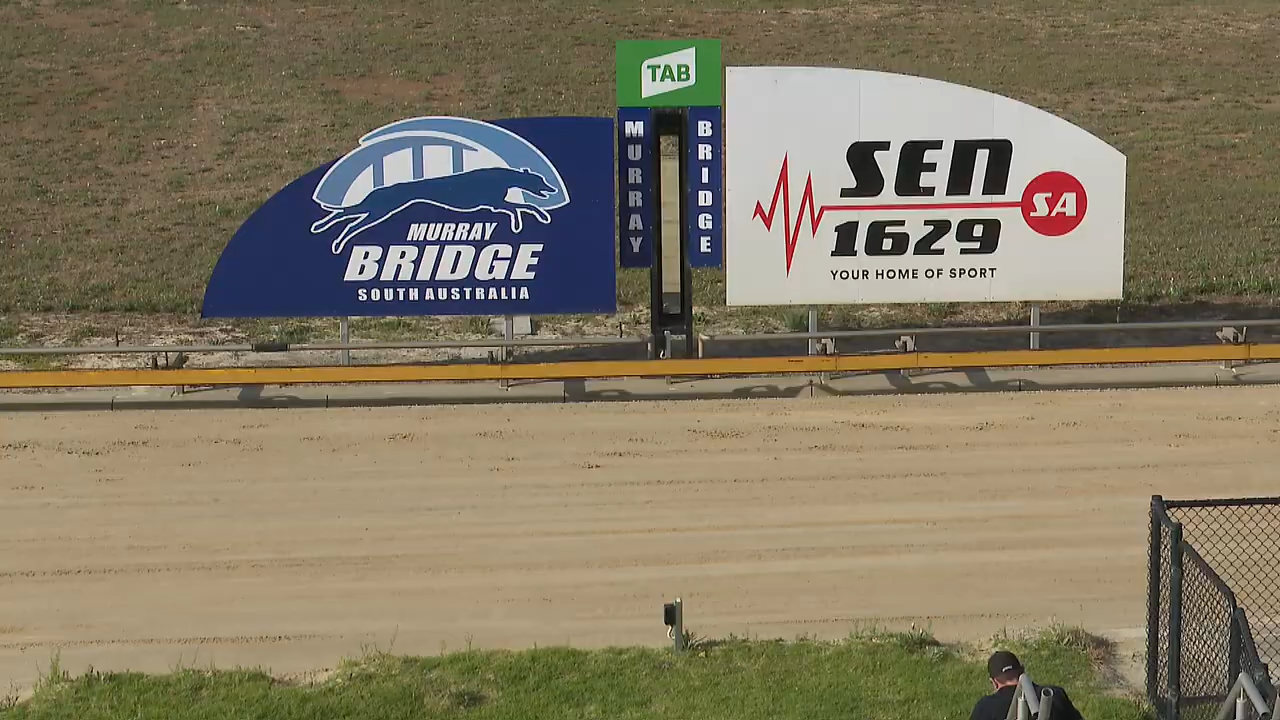 TAB
MURRAY
BRIDGE
MURRAY
BRIDGE
SOUTH AUSTRALIA
SEN
1629
SA
YOUR HOME OF SPORT